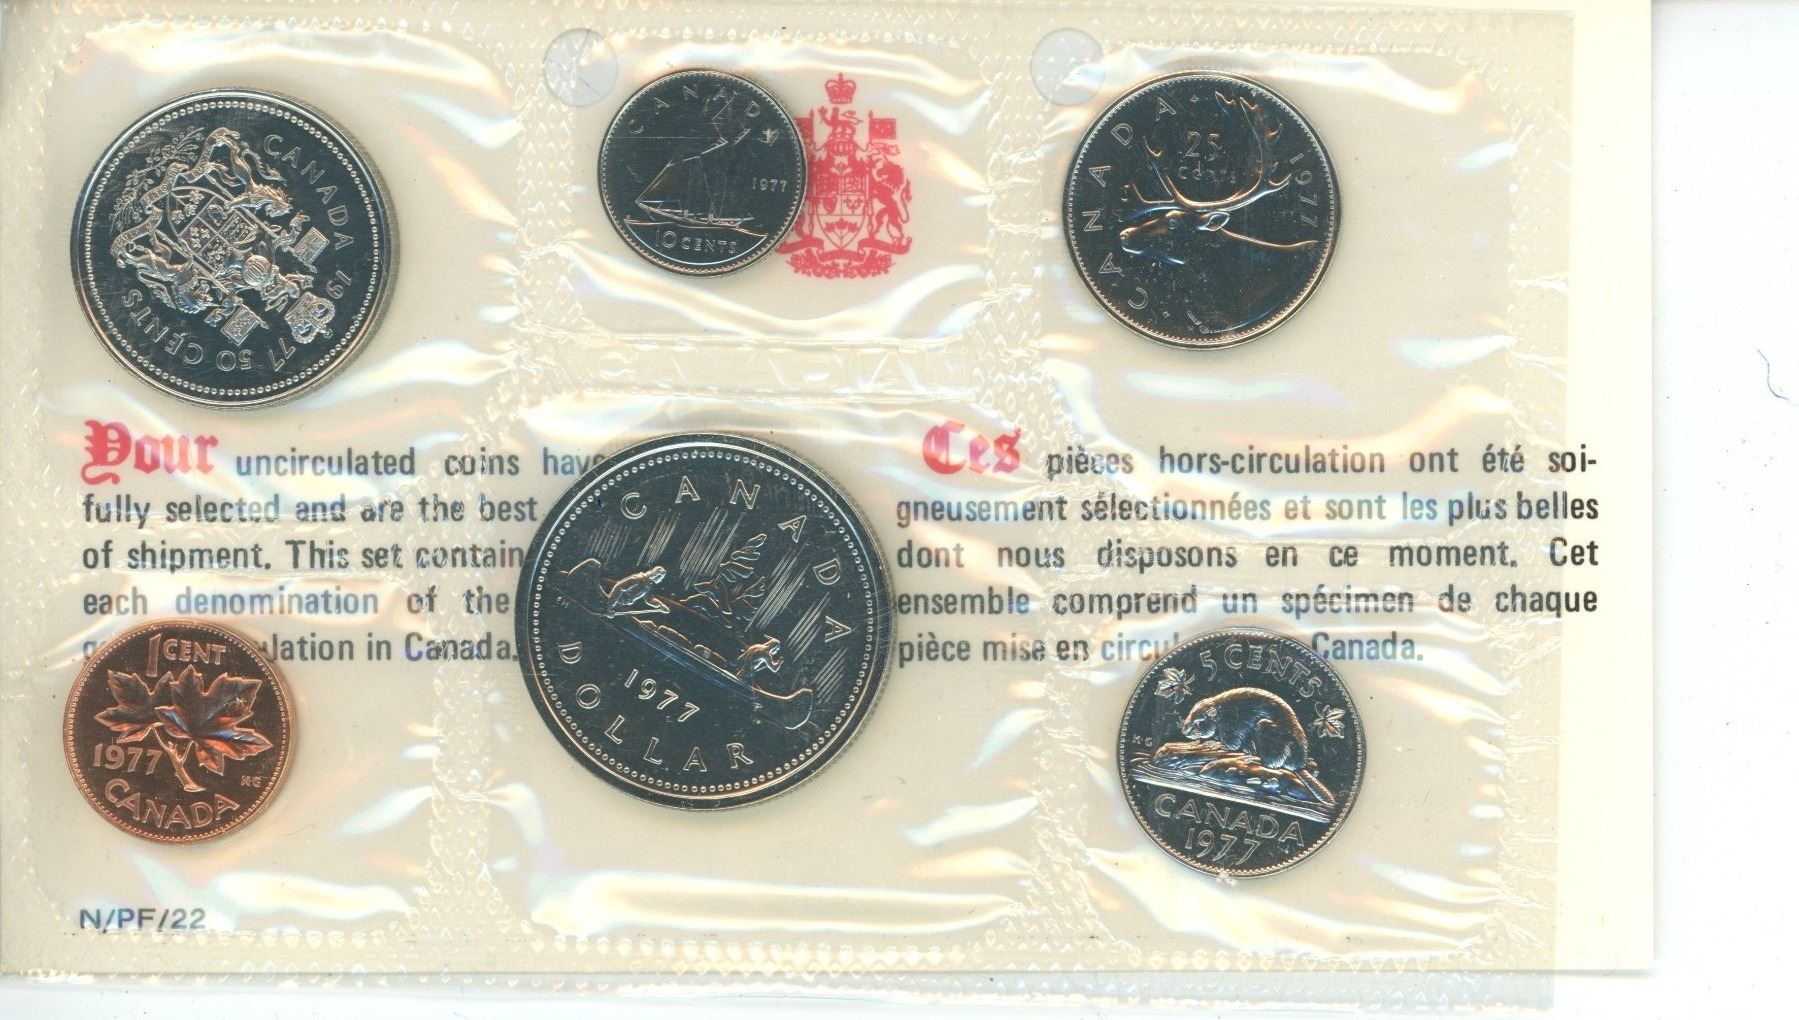 CANADA 1977 50 CENTS
CANADA
1977
10 CENTS
CANADA 1977
25
cents
CANADIAN
Your uncirculated coins have
fully selected and are the best
of shipment. This set contain
each denomination of the
lation in Canada.
Ces pièces hors-circulation ont été soi-
gneusement sélectionnées et sont les plus belles
dont nous disposons en ce moment. Cet
ensemble comprend un spécimen de chaque
pièce mise en circul Canada.
CANADA
1977
DOLLAR
1 CENT
1977
KG
CANADA
5 CENTS
KG
CANADA
1977
N/PF/22